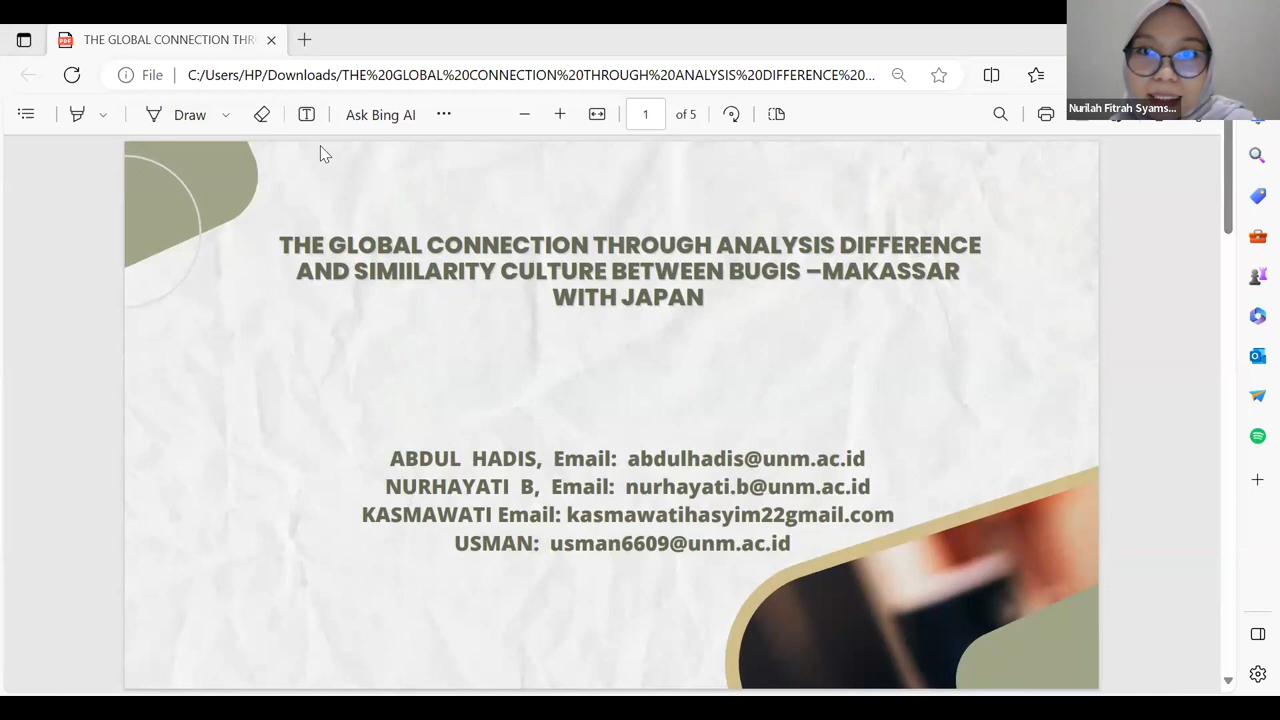 THE GLOBAL CONNECTION THR
File
C:/Users/HP/Downloads/THE%20GLOBAL%20CONNECTION%20THROUGH%20ANALYSIS%20DIFFERENCE%20...
Draw
Ask Bing AI
1 of 5
Nurilah Fitrah Syams...
THE GLOBAL CONNECTION THROUGH ANALYSIS DIFFERENCE
AND SIMIILARITY CULTURE BETWEEN BUGIS –MAKASSAR
WITH JAPAN
ABDUL HADIS, Email: abdulhadis@unm.ac.id
NURHAYATI B, Email: nurhayati.b@unm.ac.id
KASMAWATI Email: kasmawatihasyim22gmail.com
USMAN: usman6609@unm.ac.id